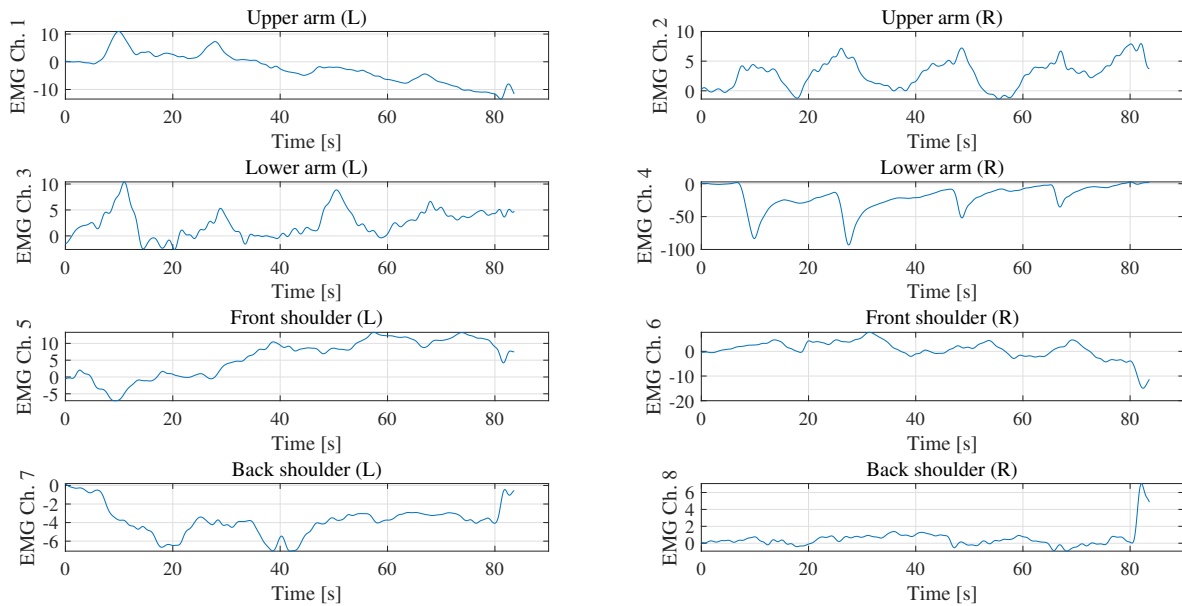 Upper arm (L)
EMG Ch. 1
10
0
-10
0 20 40 60 80
Time [s]
Upper arm (R)
EMG Ch. 2
10
5
0
0 20 40 60 80
Time [s]
Lower arm (L)
EMG Ch. 3
10
5
0
0 20 40 60 80
Time [s]
Lower arm (R)
EMG Ch. 4
0
-50
-100
0 20 40 60 80
Time [s]
Front shoulder (L)
EMG Ch. 5
10
5
0
-5
0 20 40 60 80
Time [s]
Front shoulder (R)
EMG Ch. 6
0
-10
-20
0 20 40 60 80
Time [s]
Back shoulder (L)
EMG Ch. 7
0
-2
-4
-6
0 20 40 60 80
Time [s]
Back shoulder (R)
EMG Ch. 8
6
4
2
0
0 20 40 60 80
Time [s]